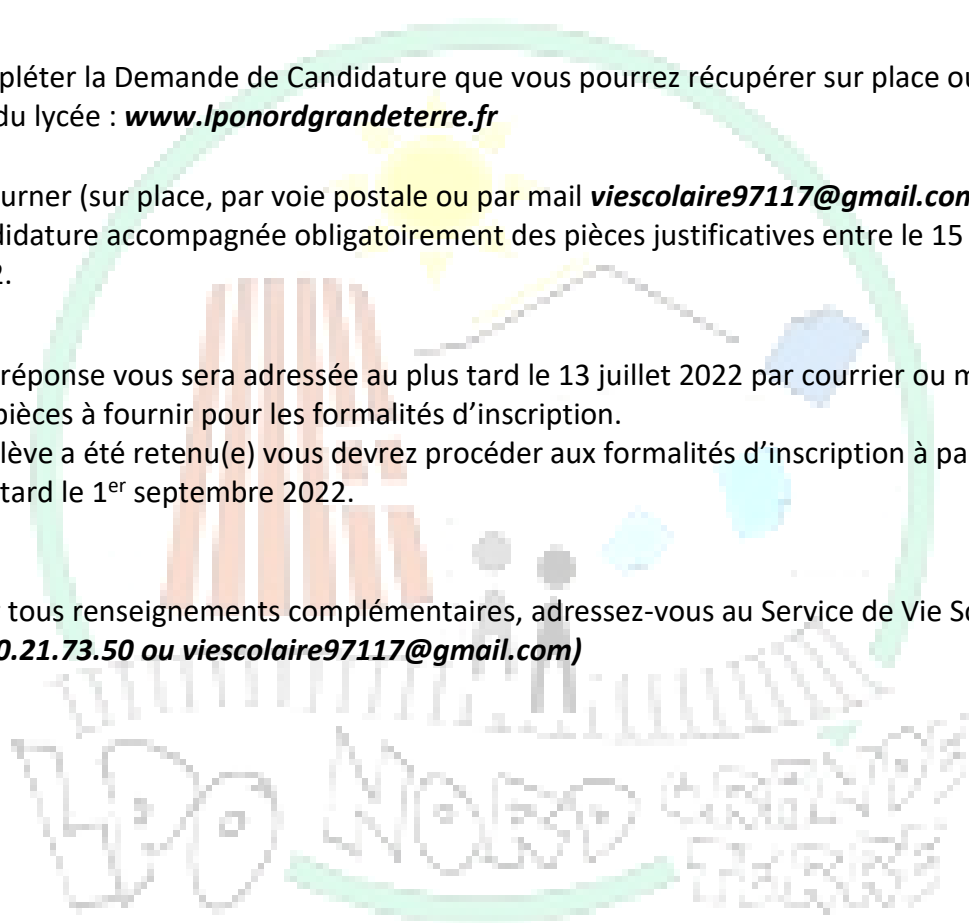 pléter la Demande de Candidature que vous pourrez récupérer sur place ou
du lycée : www.lponordgrandeterre.fr
urner (sur place, par voie postale ou par mail viescolaire97117@gmail.com
didature accompagnée obligatoirement des pièces justificatives entre le 15
2.
réponse vous sera adressée au plus tard le 13 juillet 2022 par courrier ou m
pièces à fournir pour les formalités d’inscription.
lève a été retenu(e) vous devrez procéder aux formalités d’inscription à pa
tard le 1er septembre 2022.
r tous renseignements complémentaires, adressez-vous au Service de Vie Sc
0.21.73.50 ou viescolaire97117@gmail.com)
LPO NORD GRANDE
TERRE